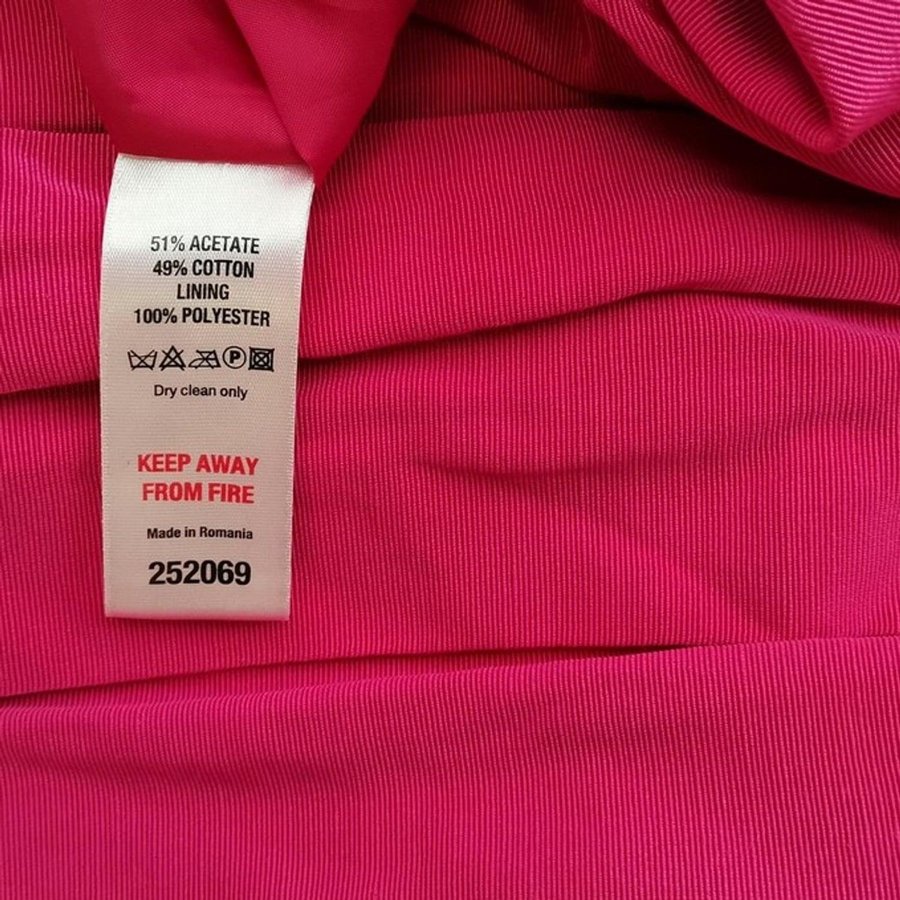 51% ACETATE
49% COTTON
LINING
100% POLYESTER
P
Dry clean only
KEEP AWAY
FROM FIRE
Made in Romania
252069